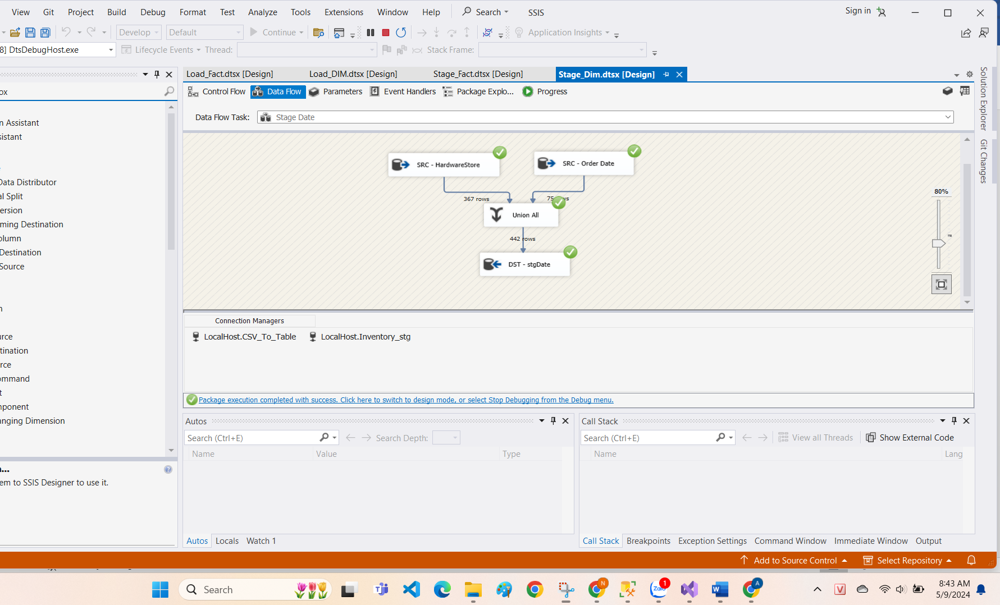 View Git Project Build Debug Format Test Analyze Tools Extensions Window Help Search SSIS Sign in
Develop Default Continue Application Insights
8] DtsDebugHost.exe Lifecycle Events Thread: Stack Frame:
Load_Fact.dtsx [Design] Load_DIM.dtsx [Design] Stage_Fact.dtsx [Design] Stage_Dim.dtsx [Design]
ox
Control Flow Data Flow Parameters Event Handlers Package Explo... Progress
Data Flow Task: Stage Date
n Assistant
sistant
Data Distributor
al Split
ersion
ming Destination
olumn
Destination
Source
n
urce
tination
rce
ommand
t
mponent
anging Dimension
n...
em to SSIS Designer to use it.
SRC - HardwareStore
SRC - Order Date
367 rows
Union All
442 rows
DST - stgDate
80%
Solution Explorer
Git Changes
Connection Managers
LocalHost.CSV_To_Table LocalHost.Inventory_stg
Package execution completed with success. Click here to switch to design mode, or select Stop Debugging from the Debug menu.
Autos
Search (Ctrl+E) Search Depth:
Name Value Type
Autos Locals Watch 1
Call Stack
Search (Ctrl+E) View all Threads Show External Code
Name Lang
Call Stack Breakpoints Exception Settings Command Window Immediate Window Output
Add to Source Control Select Repository
Search
N
Zalo
1
A
V
8:43 AM
5/9/2024